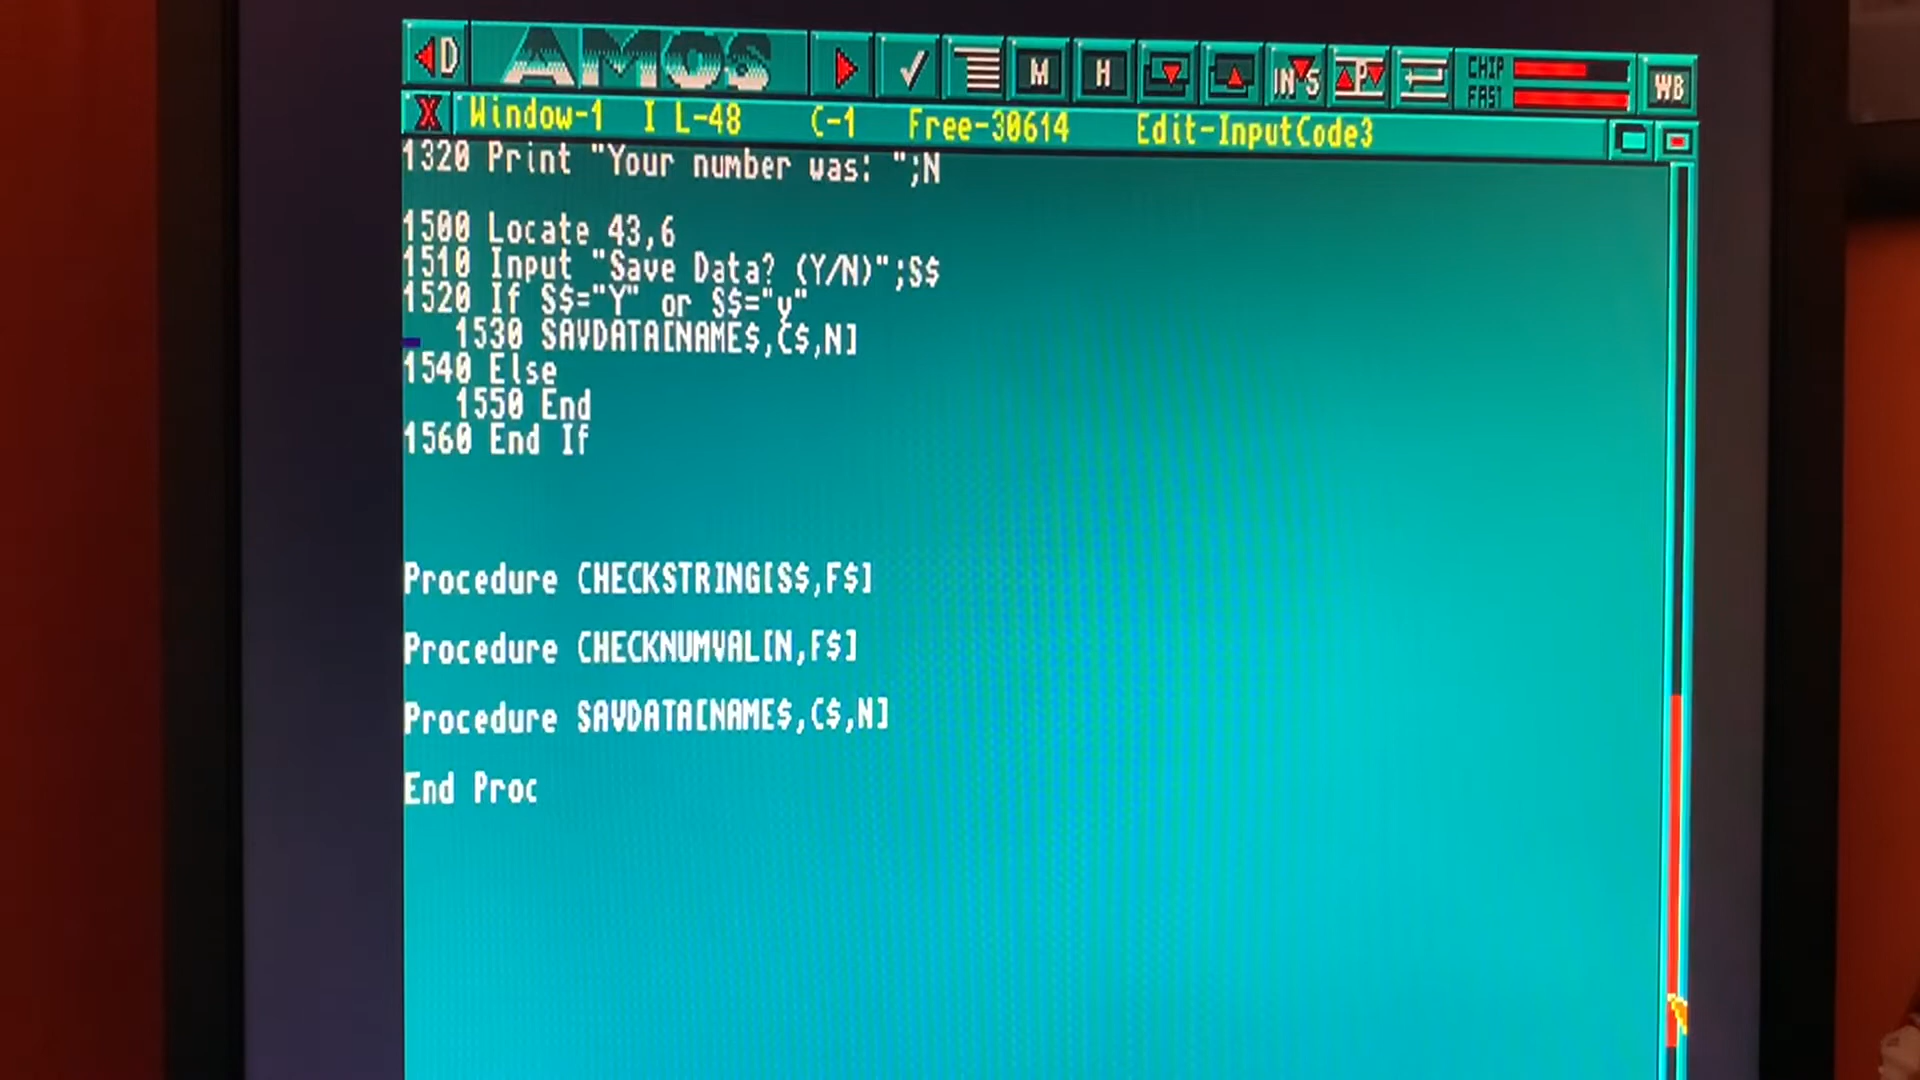 D AMOS M H INS P CHIP FAST WB
X Window-1 I L-48 C-1 Free-30614 Edit-InputCode3
1320 Print "Your number was: ";N
1500 Locate 43,6
1510 Input "Save Data? (Y/N)";S$
1520 If S$="Y" or S$="y"
1530 SAVDATA[NAME$,C$,N]
1540 Else
1550 End
1560 End If
Procedure CHECKSTRING[S$,F$]
Procedure CHECKNUMVAL[N,F$]
Procedure SAVDATA[NAME$,C$,N]
End Proc